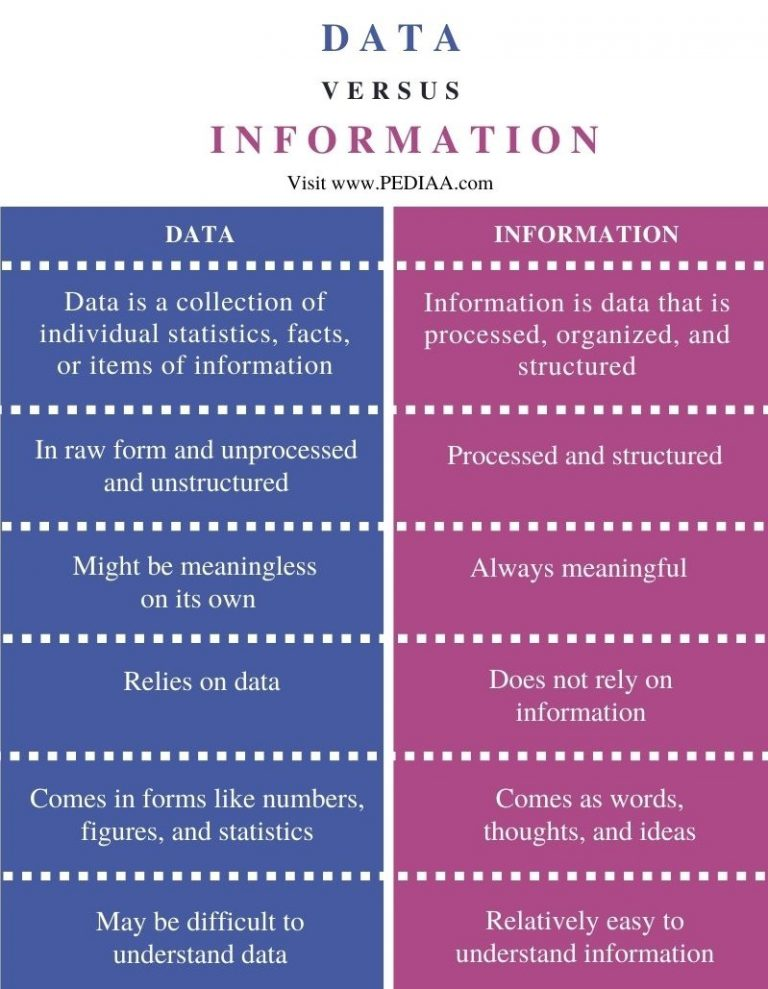 DATA
VERSUS
INFORMATION
Visit www.PEDIAA.com
DATA
INFORMATION
Data is a collection of
individual statistics, facts,
or items of information
Information is data that is
processed, organized, and
structured
In raw form and unprocessed
and unstructured
Processed and structured
Might be meaningless
on its own
Always meaningful
Relies on data
Does not rely on
information
Comes in forms like numbers,
figures, and statistics
Comes as words,
thoughts, and ideas
May be difficult to
understand data
Relatively easy to
understand information